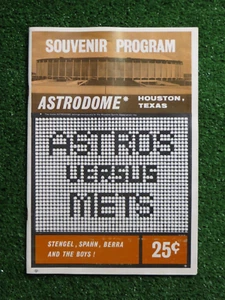 SOUVENIR PROGRAM
ASTRODOME HOUSTON,
TEXAS
ASTROS
VERSUS
METS
STENGEL, SPAHN, BERRA
AND THE BOYS!
25¢